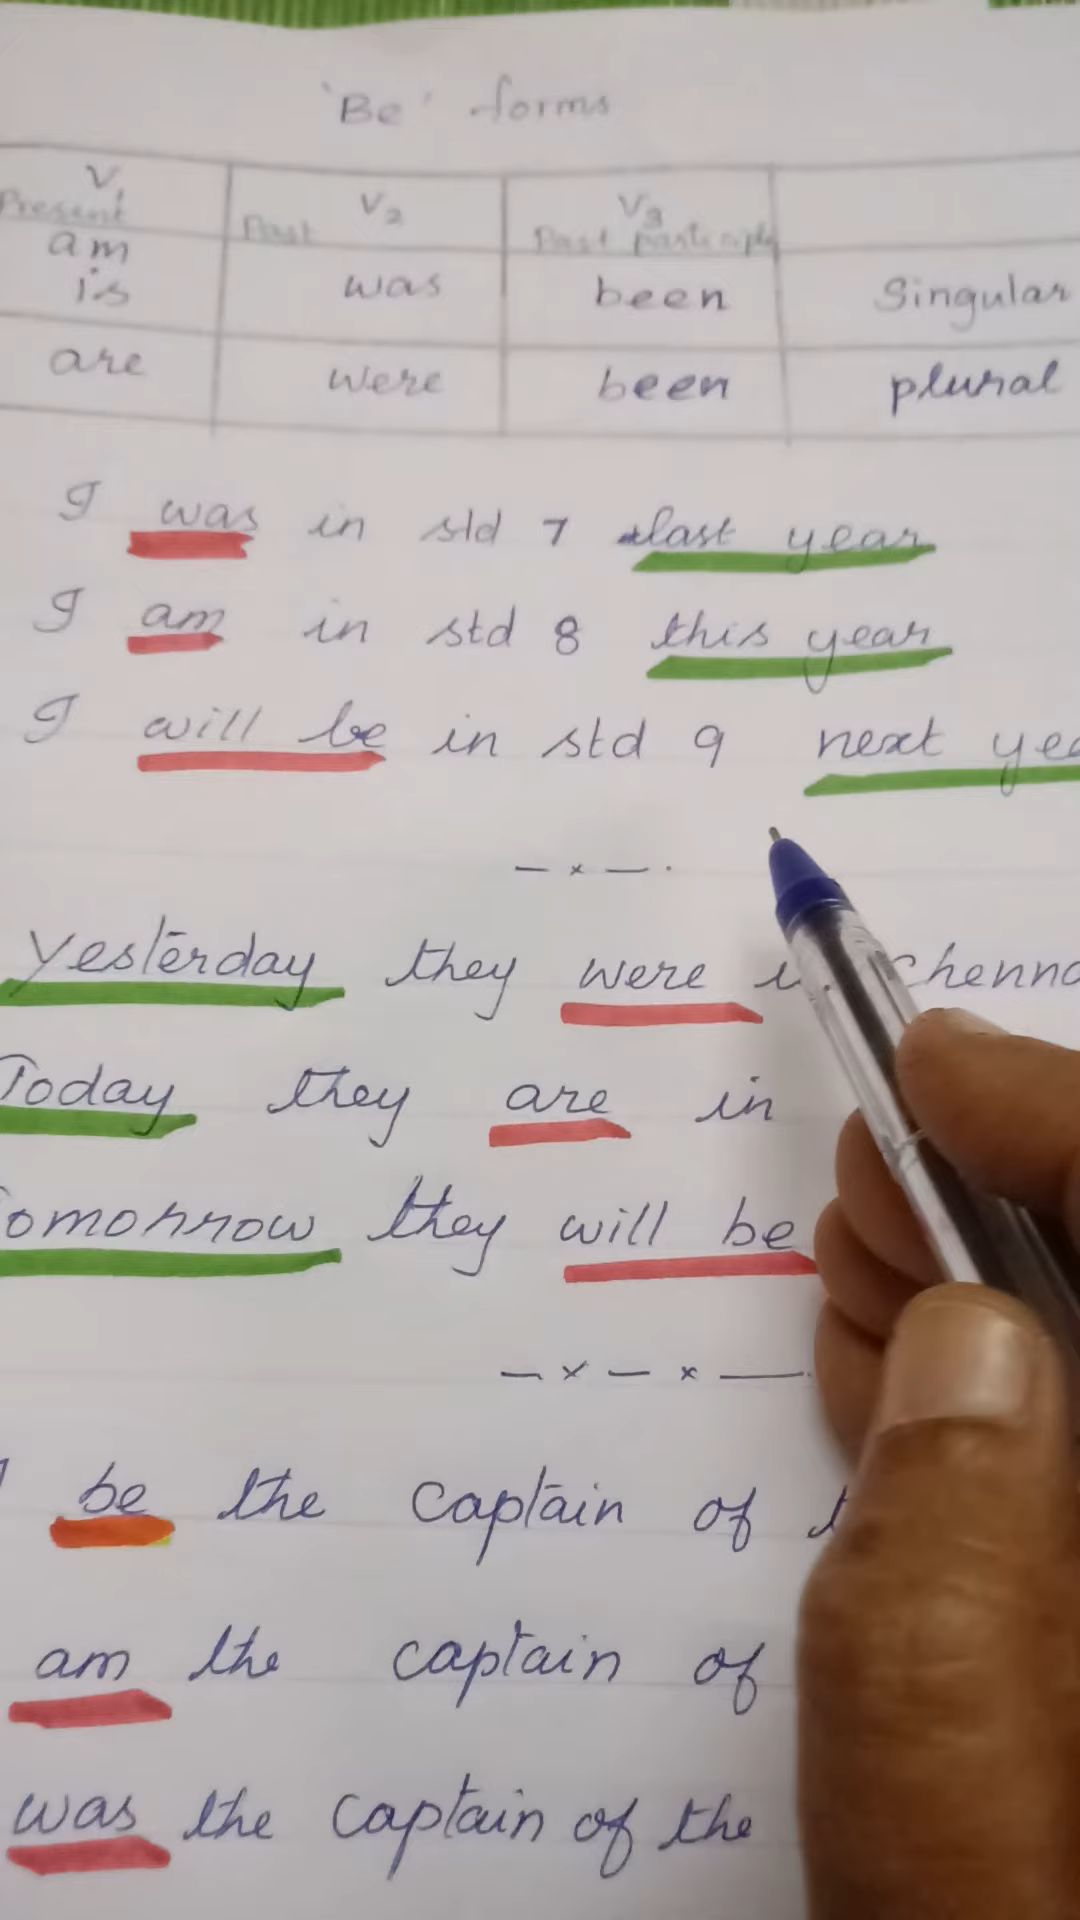 'Be' forms
V1 V2 V3
Present Past Past participle
am
is was been Singular
are were been plural
I was in std 7 last year
I am in std 8 this year
I will be in std 9 next
Yesterday they were
Today they are in
they will be
be the captain of
am the captain of
was the captain of the